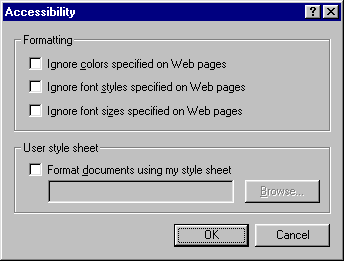 Accessibility
Formatting
Ignore colors specified on Web pages
Ignore font styles specified on Web pages
Ignore font sizes specified on Web pages
User style sheet
Format documents using my style sheet
Browse...
OK Cancel